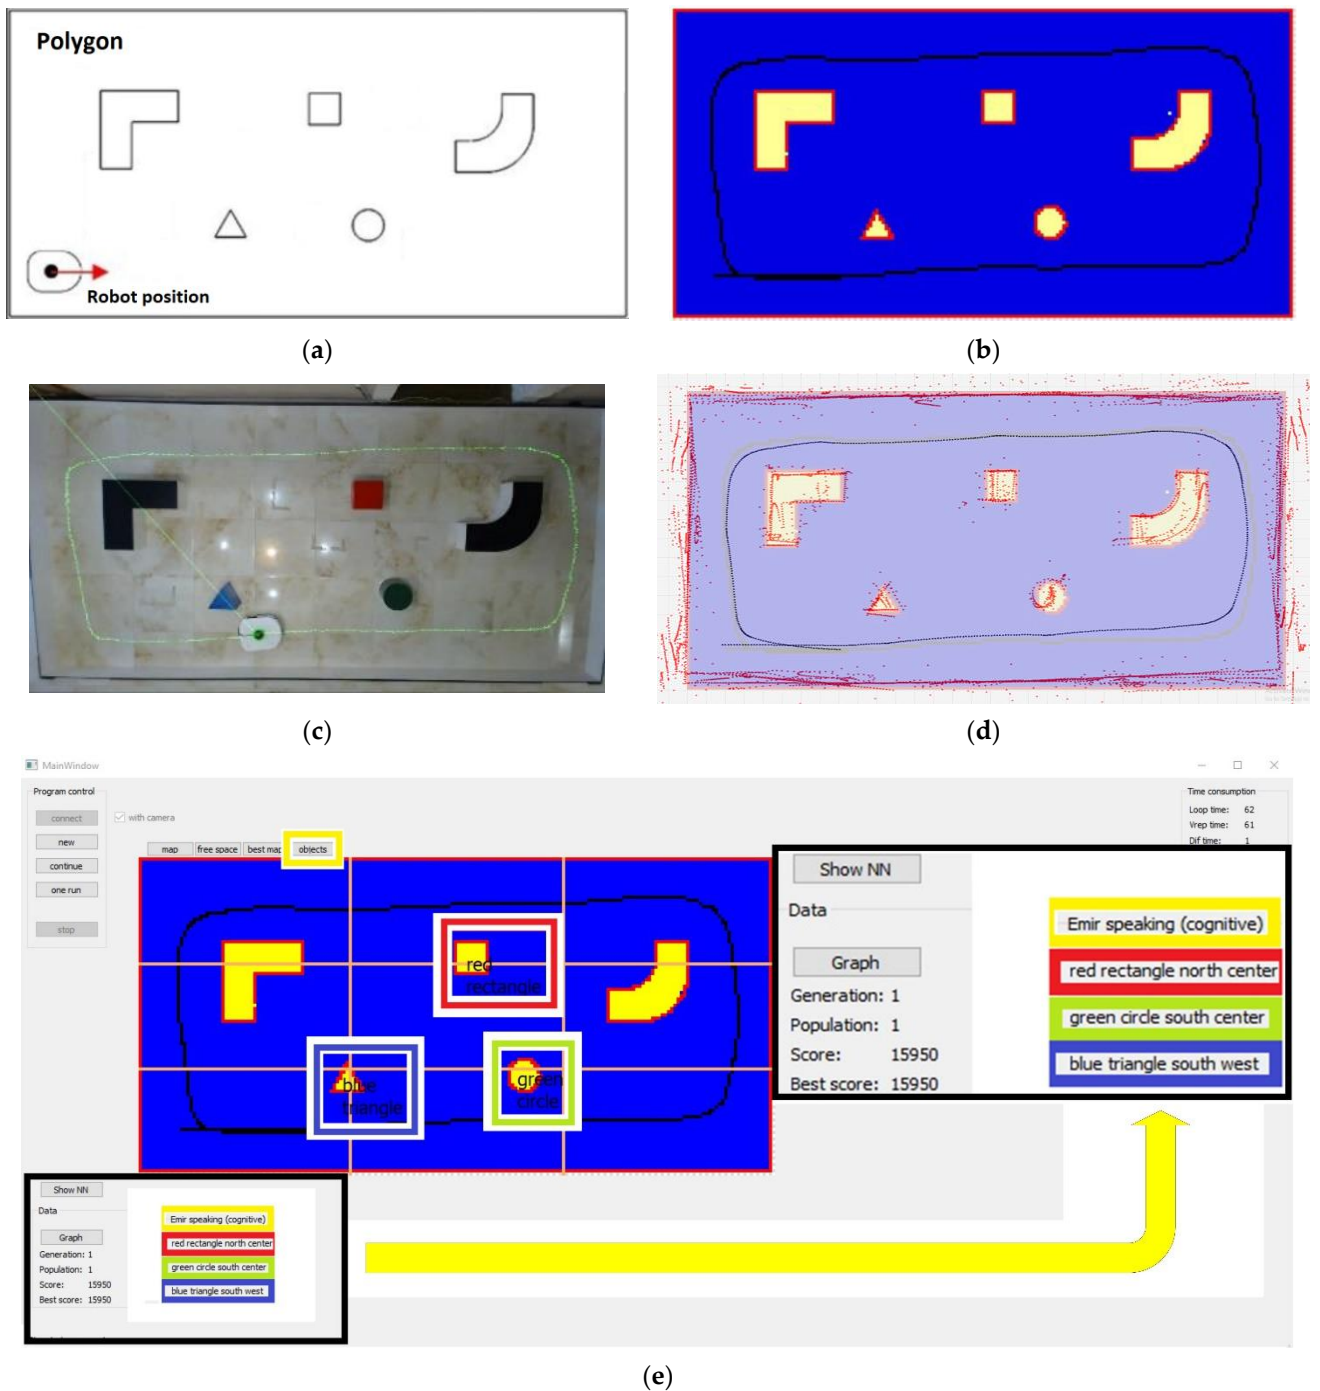 Polygon
Robot position
(a)
(b)
(c)
(d)
MainWindow
Program control
connect
new
continue
one run
stop
with camera
map
free space
best map
objects
Time consumption
Loop time: 62
Vrep time: 61
Dif time: 1
red
rectangle
blue
triangle
green
circle
Show NN
Data
Graph
Generation: 1
Population: 1
Score: 15950
Best score: 15950
Emir speaking (cognitive)
red rectangle north center
green circle south center
blue triangle south west
Show NN
Data
Graph
Generation: 1
Population: 1
Score: 15950
Best score: 15950
Emir speaking (cognitive)
red rectangle north center
green circle south center
blue triangle south west
(e)